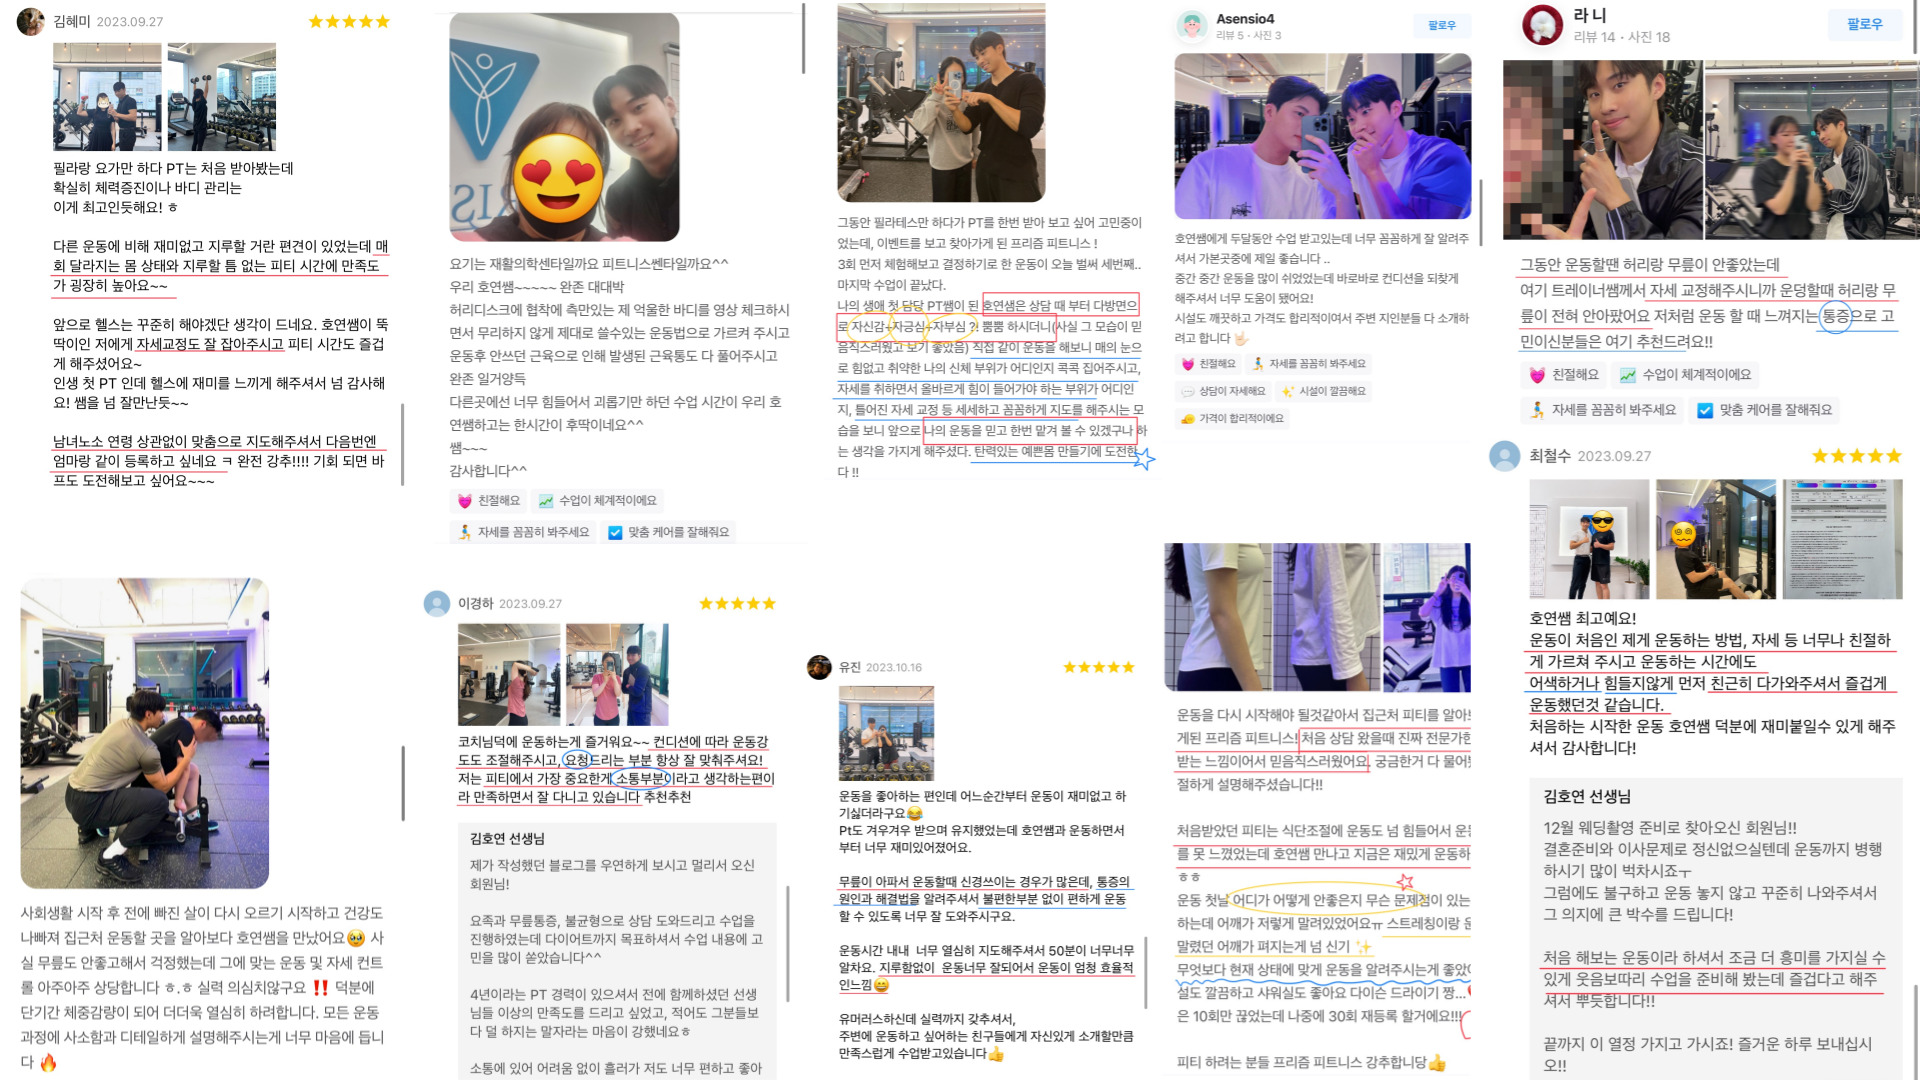 김혜미 2023.09.27
필라랑 요가만 하다 PT는 처음 받아봤는데
확실히 체력증진이나 바디 관리는
이게 최고인듯해요! ㅎ
다른 운동에 비해 재미없고 지루할 거란 편견이 있었는데 매
회 달라지는 몸 상태와 지루할 틈 없는 피티 시간에 만족도
가 굉장히 높아요~~
앞으로 헬스는 꾸준히 해야겠단 생각이 드네요. 호연쌤이 뚝
딱이인 저에게 자세교정도 잘 잡아주시고 피티 시간도 즐겁
게 해주셨어요~
인생 첫 PT 인데 헬스에 재미를 느끼게 해주셔서 넘 감사해
요! 쌤을 넘 잘만난듯~~
남녀노소 연령 상관없이 맞춤으로 지도해주셔서 다음번엔
엄마랑 같이 등록하고 싶네요 ㅋ 완전 강추!!!! 기회 되면 바
프도 도전해보고 싶어요~~~
사회생활 시작 후 전에 빠진 살이 다시 오르기 시작하고 건강도
나빠져 집근처 운동할 곳을 알아보다 호연쌤을 만났어요🥹 사
실 무릎도 안좋고해서 걱정했는데 그에 맞는 운동 및 자세 컨트
롤 아주아주 상당합니다 ㅎ.ㅎ 실력 의심치않구요 ‼️ 덕분에
단기간 체중감량이 되어 더더욱 열심히 하려합니다. 모든 운동
과정에 사소함과 디테일하게 설명해주시는게 너무 마음에 듭니
다 🔥
요기는 재활의학센타일까요 피트니스쎈타일까요^^
우리 호연쌤~~~~~ 완존 대대박
허리디스크에 협착에 측만있는 제 억울한 바디를 영상 체크하시
면서 무리하지 않게 제대로 쓸수있는 운동법으로 가르켜 주시고
운동후 안쓰던 근육으로 인해 발생된 근육통도 다 풀어주시고
완존 일거양득
다른곳에선 너무 힘들어서 괴롭기만 하던 수업 시간이 우리 호
연쌤하고는 한시간이 후딱이네요^^
쌤~~~
감사합니다^^
💓 친절해요 💹 수업이 체계적이에요
자세를 꼼꼼히 봐주세요 ☑️ 맞춤 케어를 잘해줘요
이경하 2023.09.27
코치님덕에 운동하는게 즐거워요~~ 컨디션에 따라 운동강
도도 조절해주시고, 요청드리는 부분 항상 잘 맞춰주셔요!
저는 피티에서 가장 중요한게 소통부분이라고 생각하는편이
라 만족하면서 잘 다니고 있습니다 추천추천
김호연 선생님
제가 작성했던 블로그를 우연하게 보시고 멀리서 오신
회원님!
요족과 무릎통증, 불균형으로 상담 도와드리고 수업을
진행하였는데 다이어트까지 목표하셔서 수업 내용에 고
민을 많이 쏟았습니다^^
4년이라는 PT 경력이 있으셔서 전에 함께하셨던 선생
님들 이상의 만족도를 드리고 싶었고, 적어도 그분들보
다 덜 하지는 말자라는 마음이 강했네요ㅎ
소통에 있어 어려움 없이 흘러가 저도 너무 편하고 좋아
그동안 필라테스만 하다가 PT를 한번 받아 보고 싶어 고민중이
었는데, 이벤트를 보고 찾아가게 된 프리즘 피트니스 !
3회 먼저 체험해보고 결정하기로 한 운동이 오늘 벌써 세번째..
마지막 수업이 끝났다.
나의 생애 첫 담당 PT쌤이 된 호연쌤은 상담 때 부터 다방면으
로 자신감+자긍심+자부심 ?! 뿜뿜 하시더니(사실 그 모습이 믿
음직스러웠고 보기 좋았음) 직접 같이 운동을 해보니 매의 눈으
로 힘없고 취약한 나의 신체 부위가 어디인지 콕콕 집어주시고,
자세를 취하면서 올바르게 힘이 들어가야 하는 부위가 어디인
지, 틀어진 자세 교정 등 세세하고 꼼꼼하게 지도를 해주시는 모
습을 보니 앞으로 나의 운동을 믿고 한번 맡겨 볼 수 있겠구나 하
는 생각을 가지게 해주셨다. 탄력있는 예쁜몸 만들기에 도전한
다 !!
유진 2023.10.16
운동을 좋아하는 편인데 어느순간부터 운동이 재미없고 하
기싫더라구요😂
Pt도 겨우겨우 받으며 유지했었는데 호연쌤과 운동하면서
부터 너무 재미있어졌어요.
무릎이 아파서 운동할때 신경쓰이는 경우가 많은데, 통증의
원인과 해결법을 알려주셔서 불편한부분 없이 편하게 운동
할 수 있도록 너무 잘 도와주시구요.
운동시간 내내 너무 열심히 지도해주셔서 50분이 너무너무
알차요. 지루함없이 운동너무 잘되어서 운동이 엄청 효율적
인느낌😄
유머러스하신데 실력까지 갖추셔서,
주변에 운동하고 싶어하는 친구들에게 자신있게 소개할만큼
만족스럽게 수업받고있습니다👍
Asensio4
리뷰 5 · 사진 3
팔로우
호연쌤에게 두달동안 수업 받고있는데 너무 꼼꼼하게 잘 알려주
셔서 가본곳중에 제일 좋습니다 ..
중간 중간 운동을 많이 쉬었었는데 바로바로 컨디션을 되찾게
해주셔서 너무 도움이 됐어요!
시설도 깨끗하고 가격도 합리적이여서 주변 지인분들 다 소개하
려고 합니다 🤟🏻
💓 친절해요 자세를 꼼꼼히 봐주세요
💬 상담이 자세해요 ✨ 시설이 깔끔해요
가격이 합리적이에요
운동을 다시 시작해야 될것같아서 집근처 피티를 알아
게된 프리즘 피트니스! 처음 상담 왔을때 진짜 전문가한
받는 느낌이어서 믿음직스러웠어요. 궁금한거 다 물어
절하게 설명해주셨습니다!!
처음받았던 피티는 식단조절에 운동도 넘 힘들어서 운
를 못 느꼈었는데 호연쌤 만나고 지금은 재밌게 운동하
ㅎㅎ
운동 첫날 어디가 어떻게 안좋은지 무슨 문제점이 있는
하는데 어깨가 저렇게 말려있었어요ㅠ 스트레칭이랑 운
말렸던 어깨가 펴지는게 넘 신기 ✨
무엇보다 현재 상태에 맞게 운동을 알려주시는게 좋았
설도 깔끔하고 샤워실도 좋아요 다이슨 드라이기 짱...
은 10회만 끊었는데 나중에 30회 재등록 할거에요!!!
피티 하려는 분들 프리즘 피트니스 강추합니당👍
라 니
리뷰 14 · 사진 18
팔로우
그동안 운동할땐 허리랑 무릎이 안좋았는데
여기 트레이너쌤께서 자세 교정해주시니까 운덩할때 허리랑 무
릎이 전혀 안아팠어요 저처럼 운동 할 때 느껴지는 통증으로 고
민이신분들은 여기 추천드려요!!
💓 친절해요 💹 수업이 체계적이에요
자세를 꼼꼼히 봐주세요 ☑️ 맞춤 케어를 잘해줘요
최철수 2023.09.27
호연쌤 최고예요!
운동이 처음인 제게 운동하는 방법, 자세 등 너무나 친절하
게 가르쳐 주시고 운동하는 시간에도
어색하거나 힘들지않게 먼저 친근히 다가와주셔서 즐겁게
운동했던것 같습니다.
처음하는 시작한 운동 호연쌤 덕분에 재미붙일수 있게 해주
셔서 감사합니다!
김호연 선생님
12월 웨딩촬영 준비로 찾아오신 회원님!!
결혼준비와 이사문제로 정신없으실텐데 운동까지 병행
하시기 많이 벅차시죠ㅜ
그럼에도 불구하고 운동 놓지 않고 꾸준히 나와주셔서
그 의지에 큰 박수를 드립니다!
처음 해보는 운동이라 하셔서 조금 더 흥미를 가지실 수
있게 웃음보따리 수업을 준비해 봤는데 즐겁다고 해주
셔서 뿌듯합니다!!
끝까지 이 열정 가지고 가시죠! 즐거운 하루 보내십시
오!!